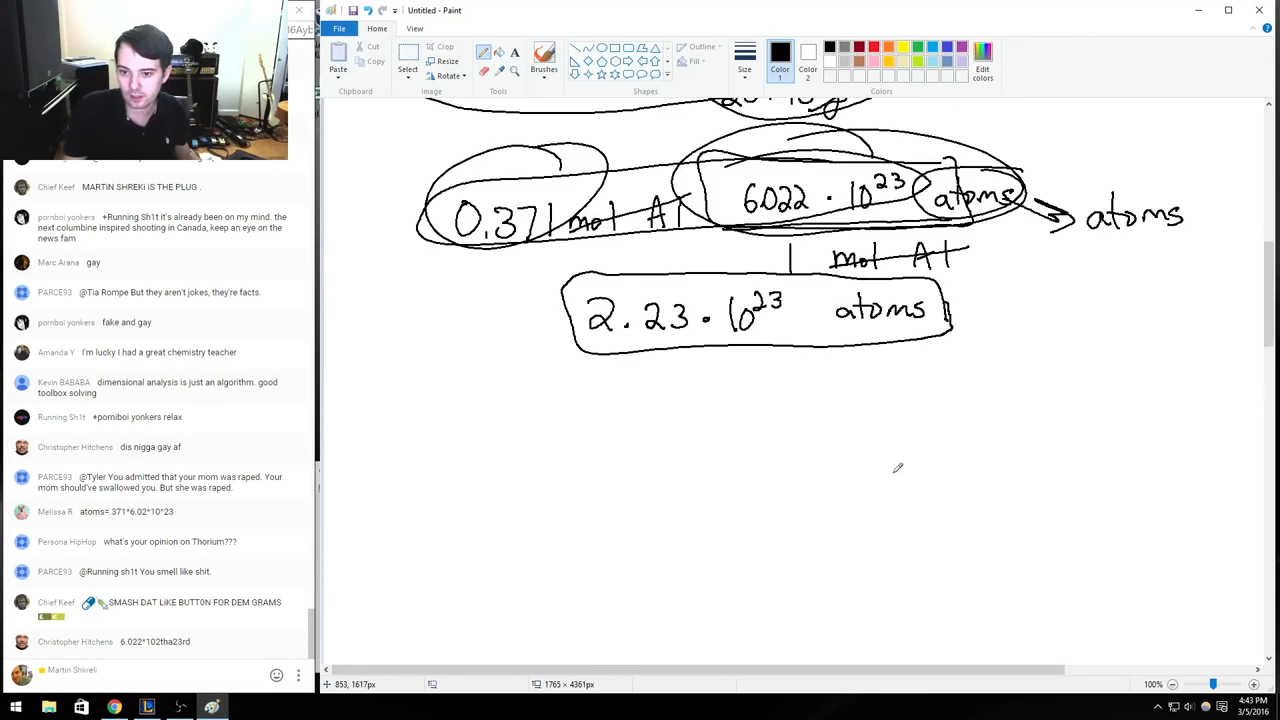 Untitled - Paint
File
Home
View
Paste
Cut
Copy
Clipboard
Select
Crop
Resize
Rotate
Image
Tools
Brushes
Shapes
Outline
Fill
Size
Color 1
Color 2
Edit colors
Colors
Chief Keef MARTiN SHREKi iS THE PLUG .
pornboi yonkers +Running Sh1t it's already been on my mind. the
next columbine inspired shooting in Canada, keep an eye on the
news fam
Marc Arana gay
PARCE93 @Tia Rompe But they aren't jokes, they're facts.
pornboi yonkers fake and gay
Amanda Y I'm lucky I had a great chemistry teacher
Kevin BABABA dimensional analysis is just an algorithm. good
toolbox solving
Running Sh1t +porniboi yonkers relax
Christopher Hitchens dis nigga gay af
PARCE93 @Tyler You admitted that your mom was raped. Your
mom should've swallowed you. But she was raped.
Melissa R atoms=.371*6.02*10^23
Persona HipHop what's your opinion on Thorium???
PARCE93 @Running sh1t You smell like shit.
Chief Keef SMASH DAT LiKE BUTT0N FOR DEM GRAMS
Christopher Hitchens 6.022*102tha23rd
Martin Shkreli
0.371 mol Al 6.022 · 10^23 atoms → atoms
1 mol Al
2.23 · 10^23 atoms
853, 1617px
1765 × 4361px
100%
4:43 PM
3/5/2016